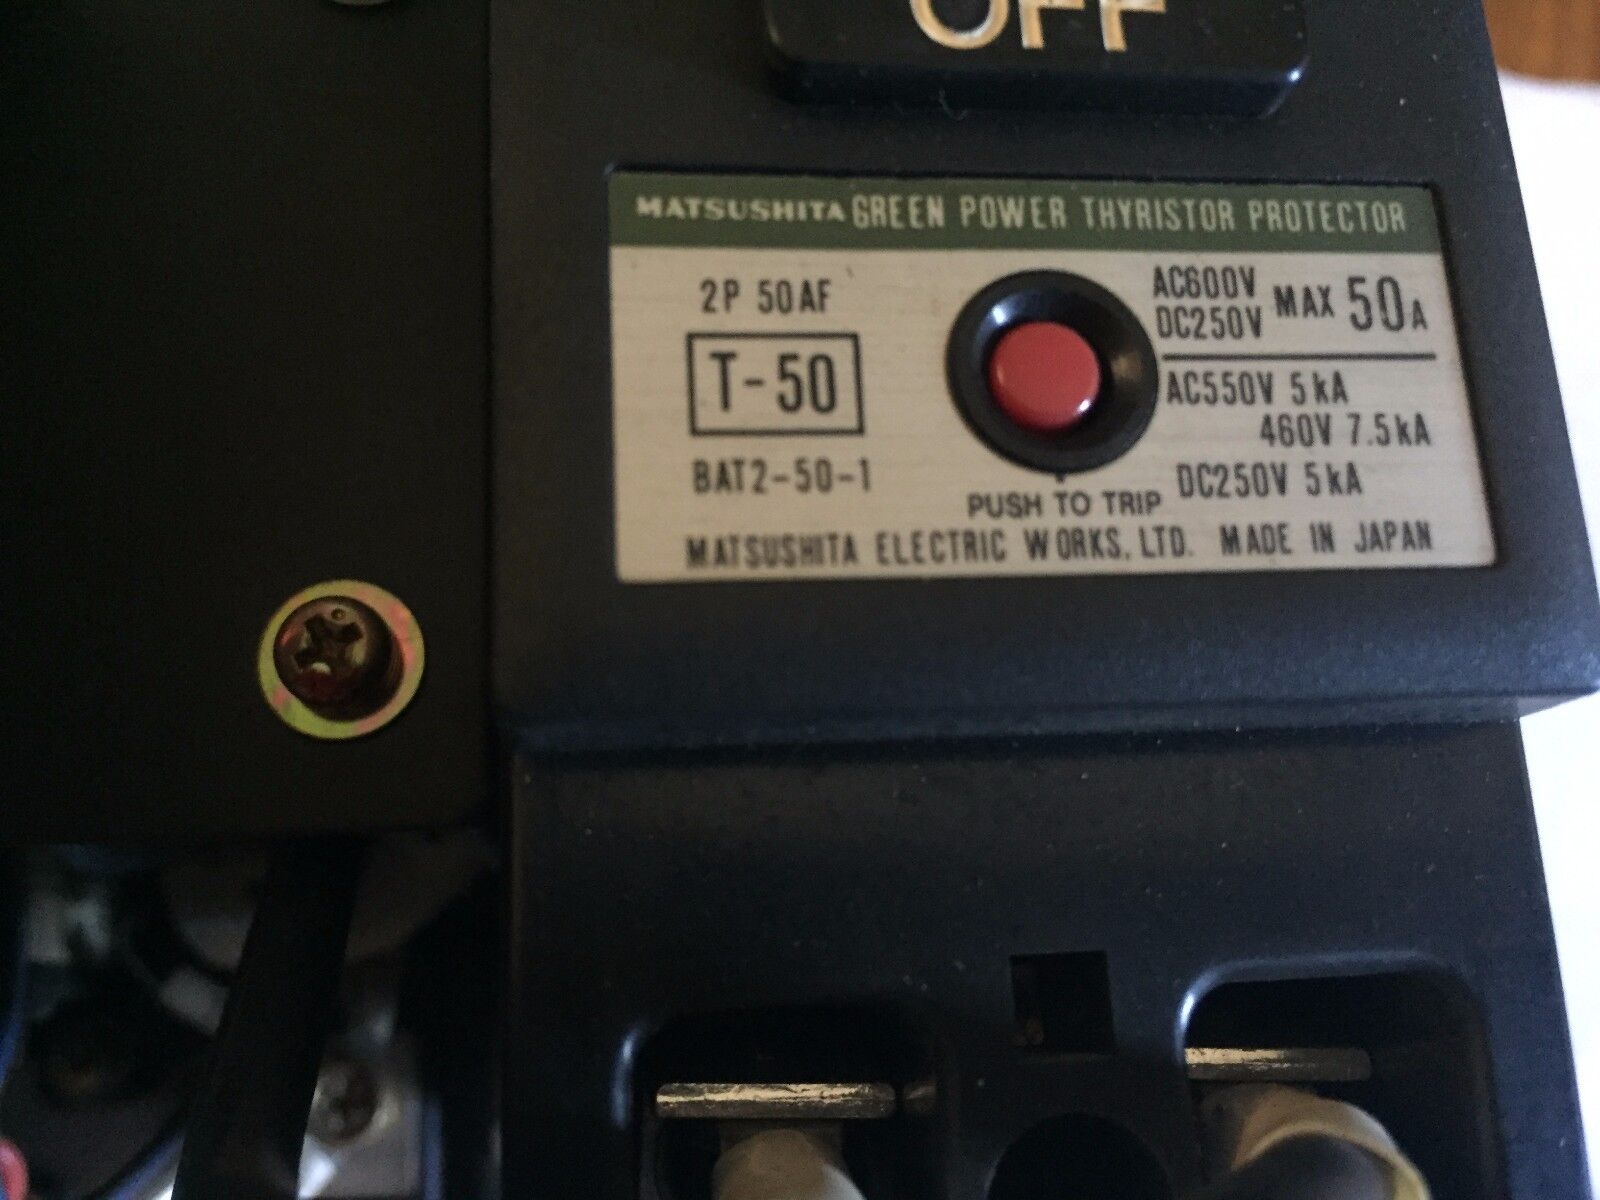 OFF
MATSUSHITA GREEN POWER THYRISTOR PROTECTOR
2P 50AF
T-50
BAT2-50-1
PUSH TO TRIP
AC600V
DC250V
MAX 50A
AC550V 5kA
460V 7.5kA
DC250V 5kA
MATSUSHITA ELECTRIC WORKS, LTD. MADE IN JAPAN